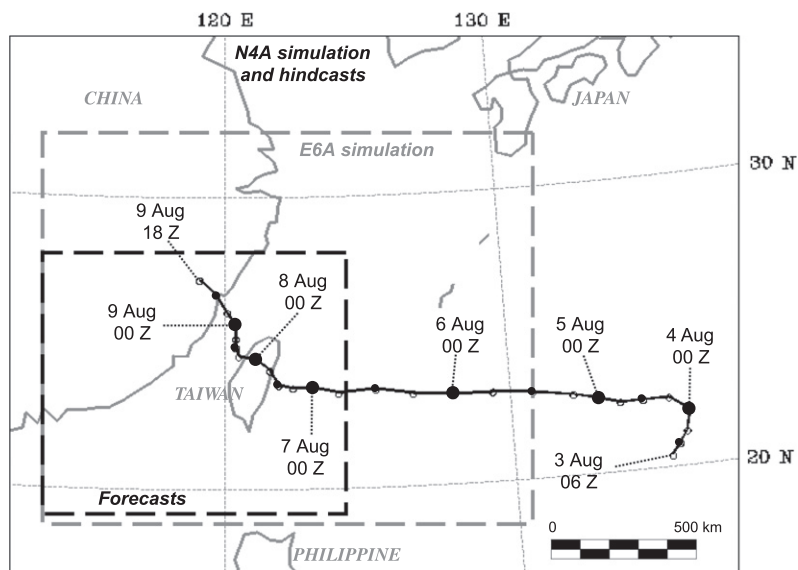 120 E
130 E
N4A simulation
and hindcasts
CHINA
JAPAN
E6A simulation
30 N
9 Aug
18 Z
8 Aug
00 Z
9 Aug
00 Z
6 Aug
00 Z
5 Aug
00 Z
4 Aug
00 Z
TAIWAN
7 Aug
00 Z
3 Aug
06 Z
20 N
Forecasts
0
500 km
PHILIPPINE